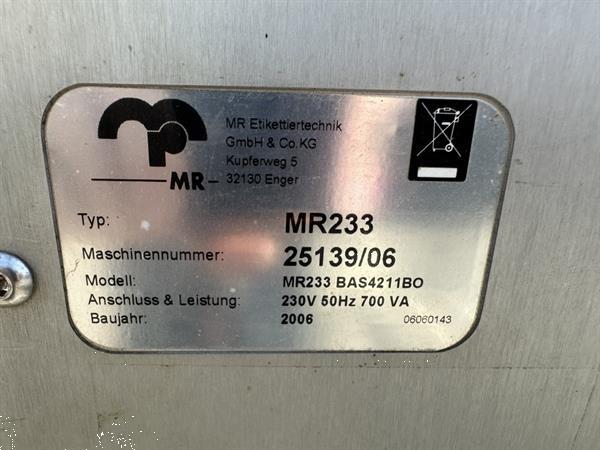 MR Etikettiertechnik
GmbH & Co.KG
Kupferweg 5
32130 Enger
MR
Typ: MR233
Maschinennummer: 25139/06
Modell: MR233 BAS4211BO
Anschluss & Leistung: 230V 50Hz 700 VA
Baujahr: 2006 06060143